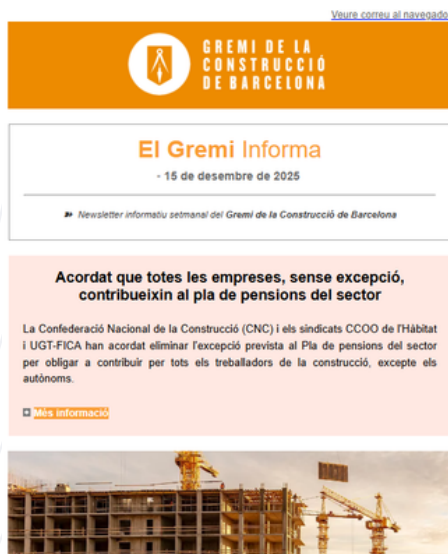 Veure correu al navegado
GREMI DE LA
CONSTRUCCIÓ
DE BARCELONA
El Gremi Informa
- 15 de desembre de 2025
Newsletter informatiu setmanal del Gremi de la Construcció de Barcelona
Acordat que totes les empreses, sense excepció,
contribueixin al pla de pensions del sector
La Confederació Nacional de la Construcció (CNC) i els sindicats CCOO de l'Hàbitat
i UGT-FICA han acordat eliminar l'excepció prevista al Pla de pensions del sector
per obligar a contribuir per tots els treballadors de la construcció, excepte els
autònoms.
Més informació